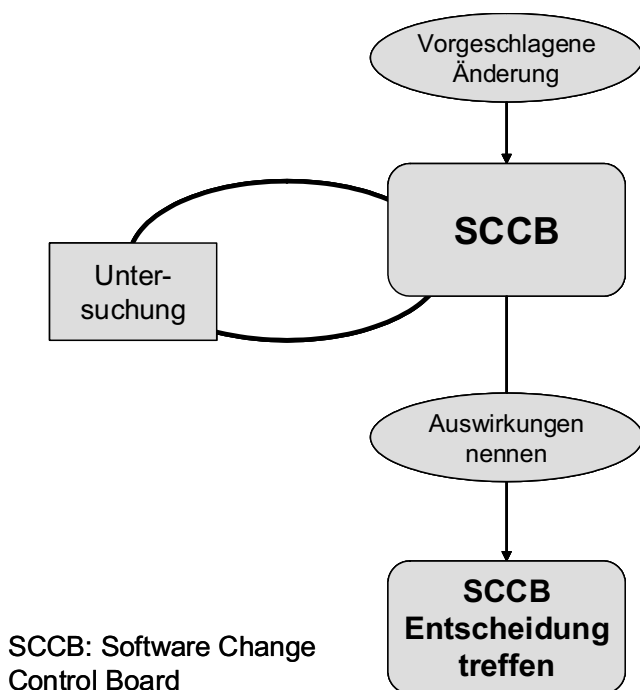 Vorgeschlagene
Änderung
SCCB
Unter-
suchung
Auswirkungen
nennen
SCCB
Entscheidung
treffen
SCCB: Software Change
Control Board